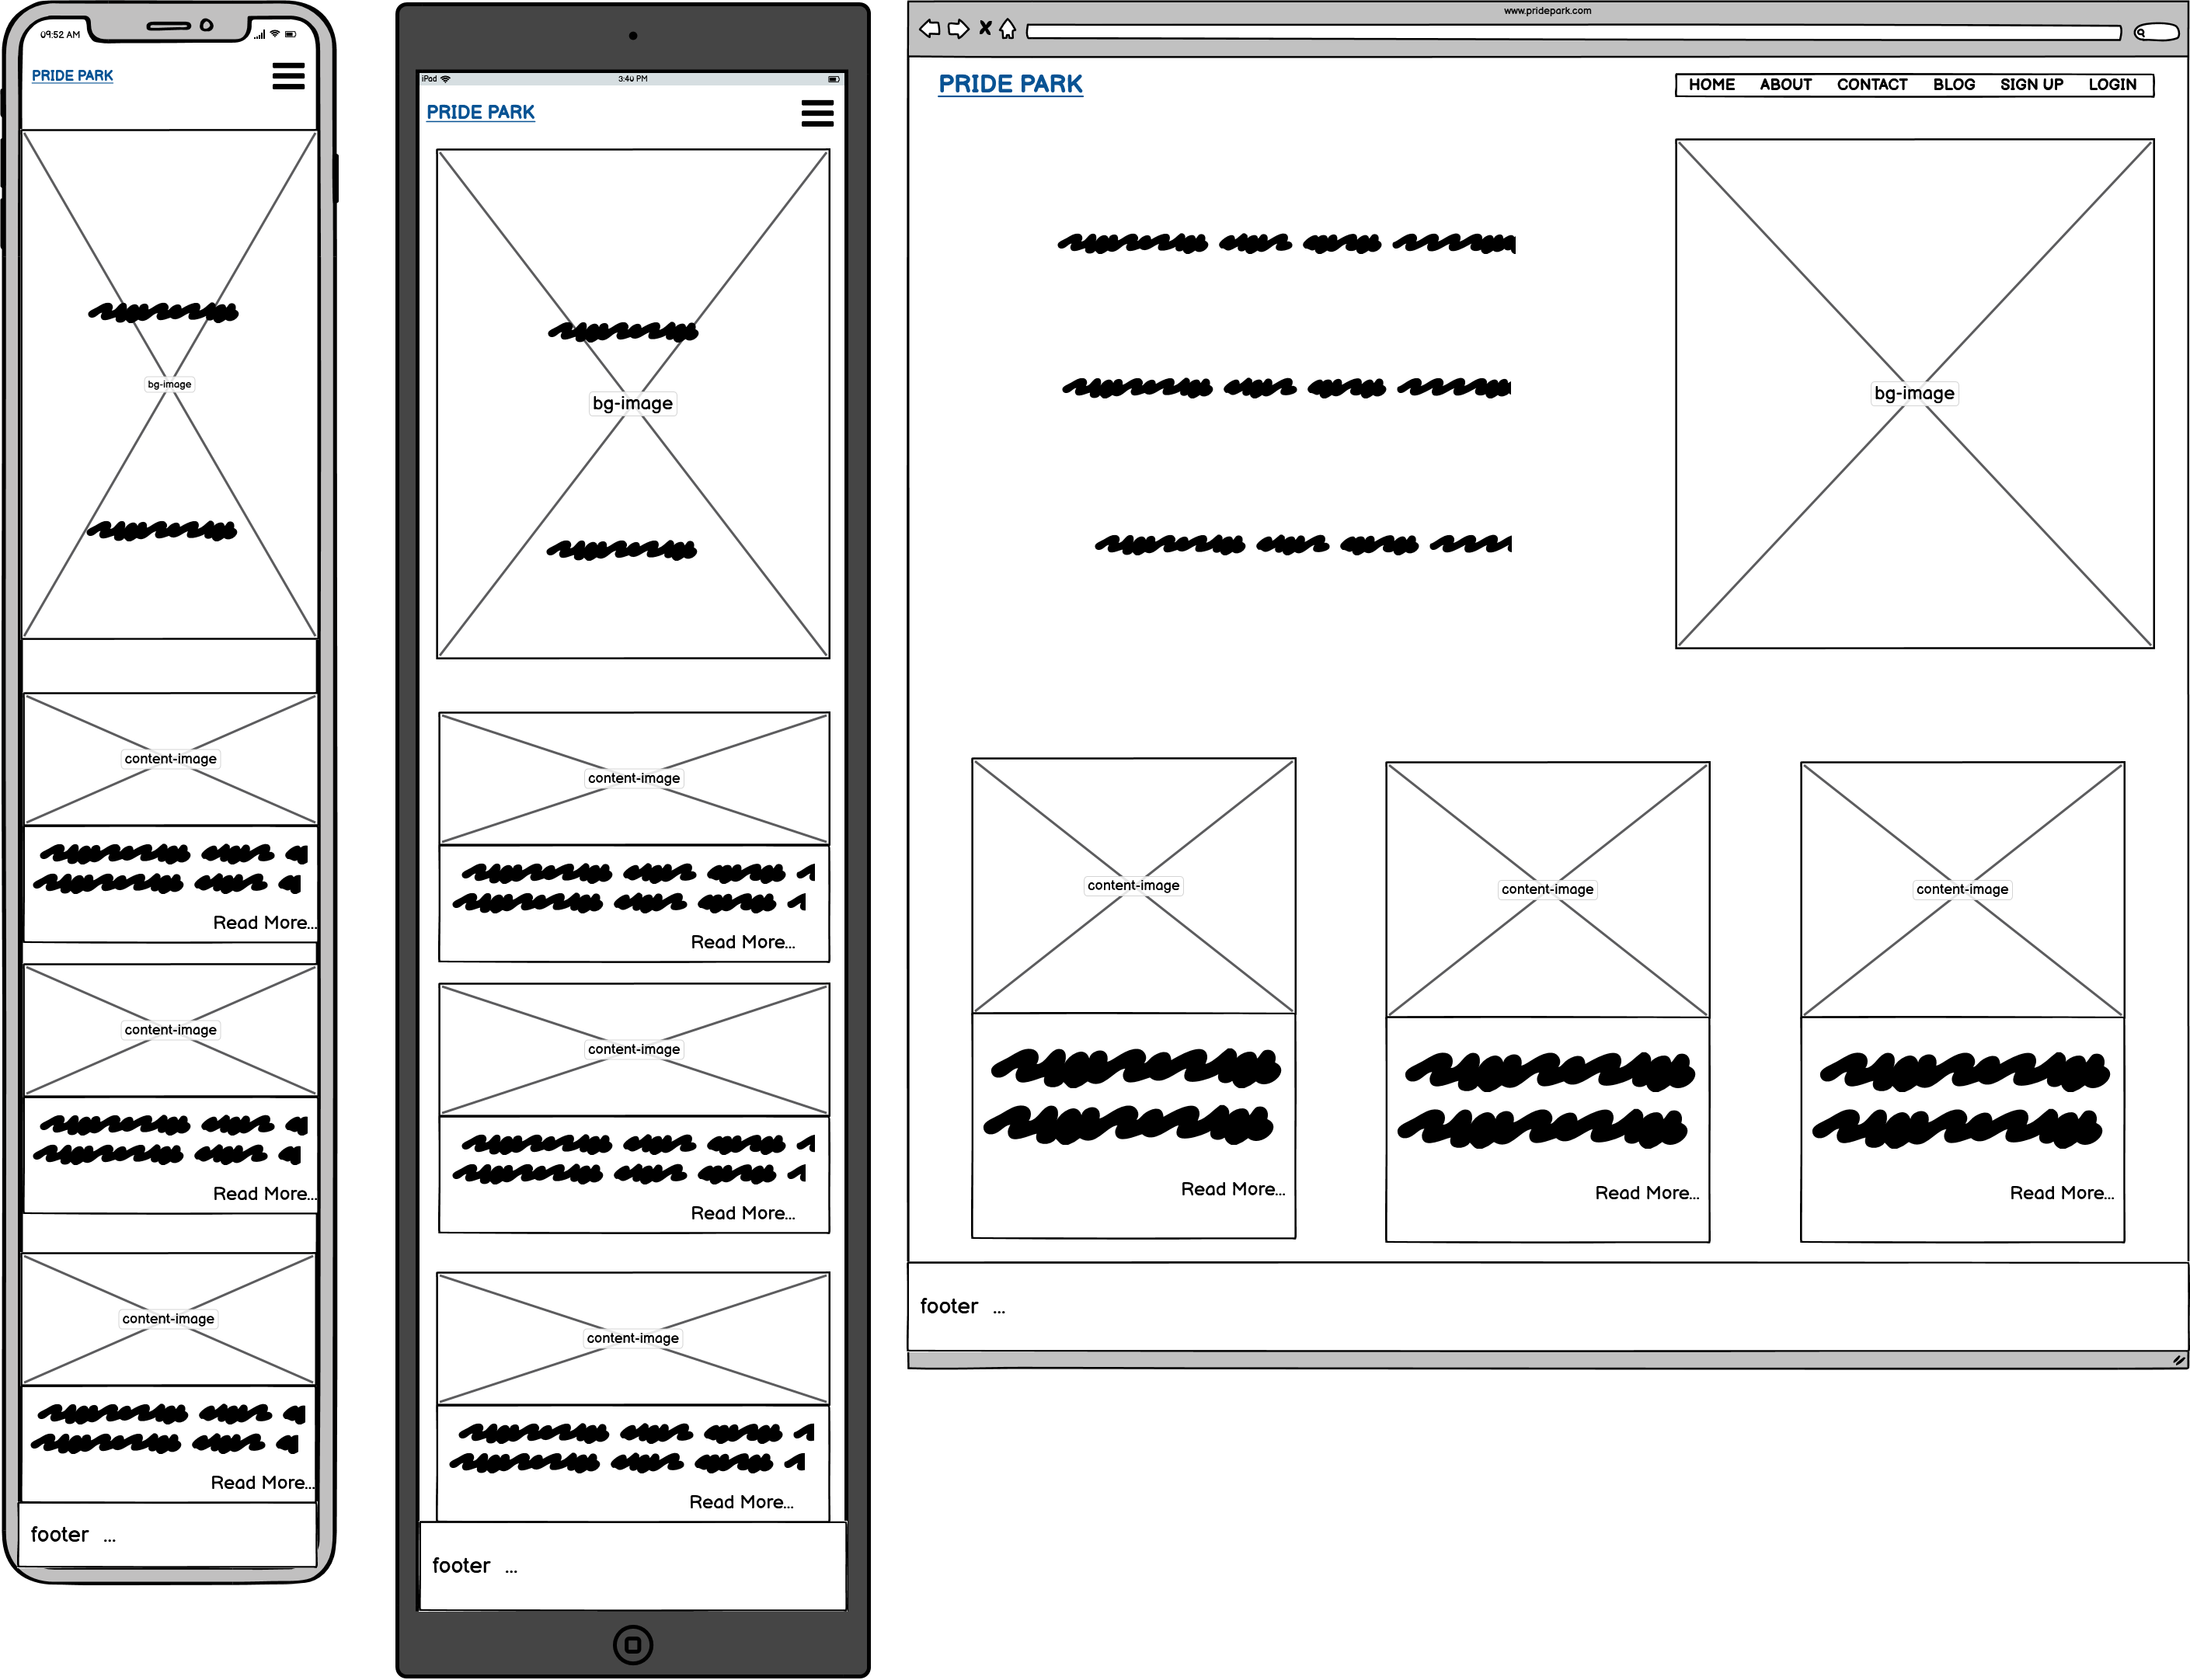 09:52 AM
PRIDE PARK
bg-image
content-image
Read More...
content-image
Read More...
content-image
Read More...
footer ...
iPad
3:40 PM
PRIDE PARK
bg-image
content-image
Read More...
content-image
Read More...
content-image
Read More...
footer ...
www.pridepark.com
PRIDE PARK
HOME ABOUT CONTACT BLOG SIGN UP LOGIN
bg-image
content-image
content-image
content-image
Read More...
Read More...
Read More...
footer ...